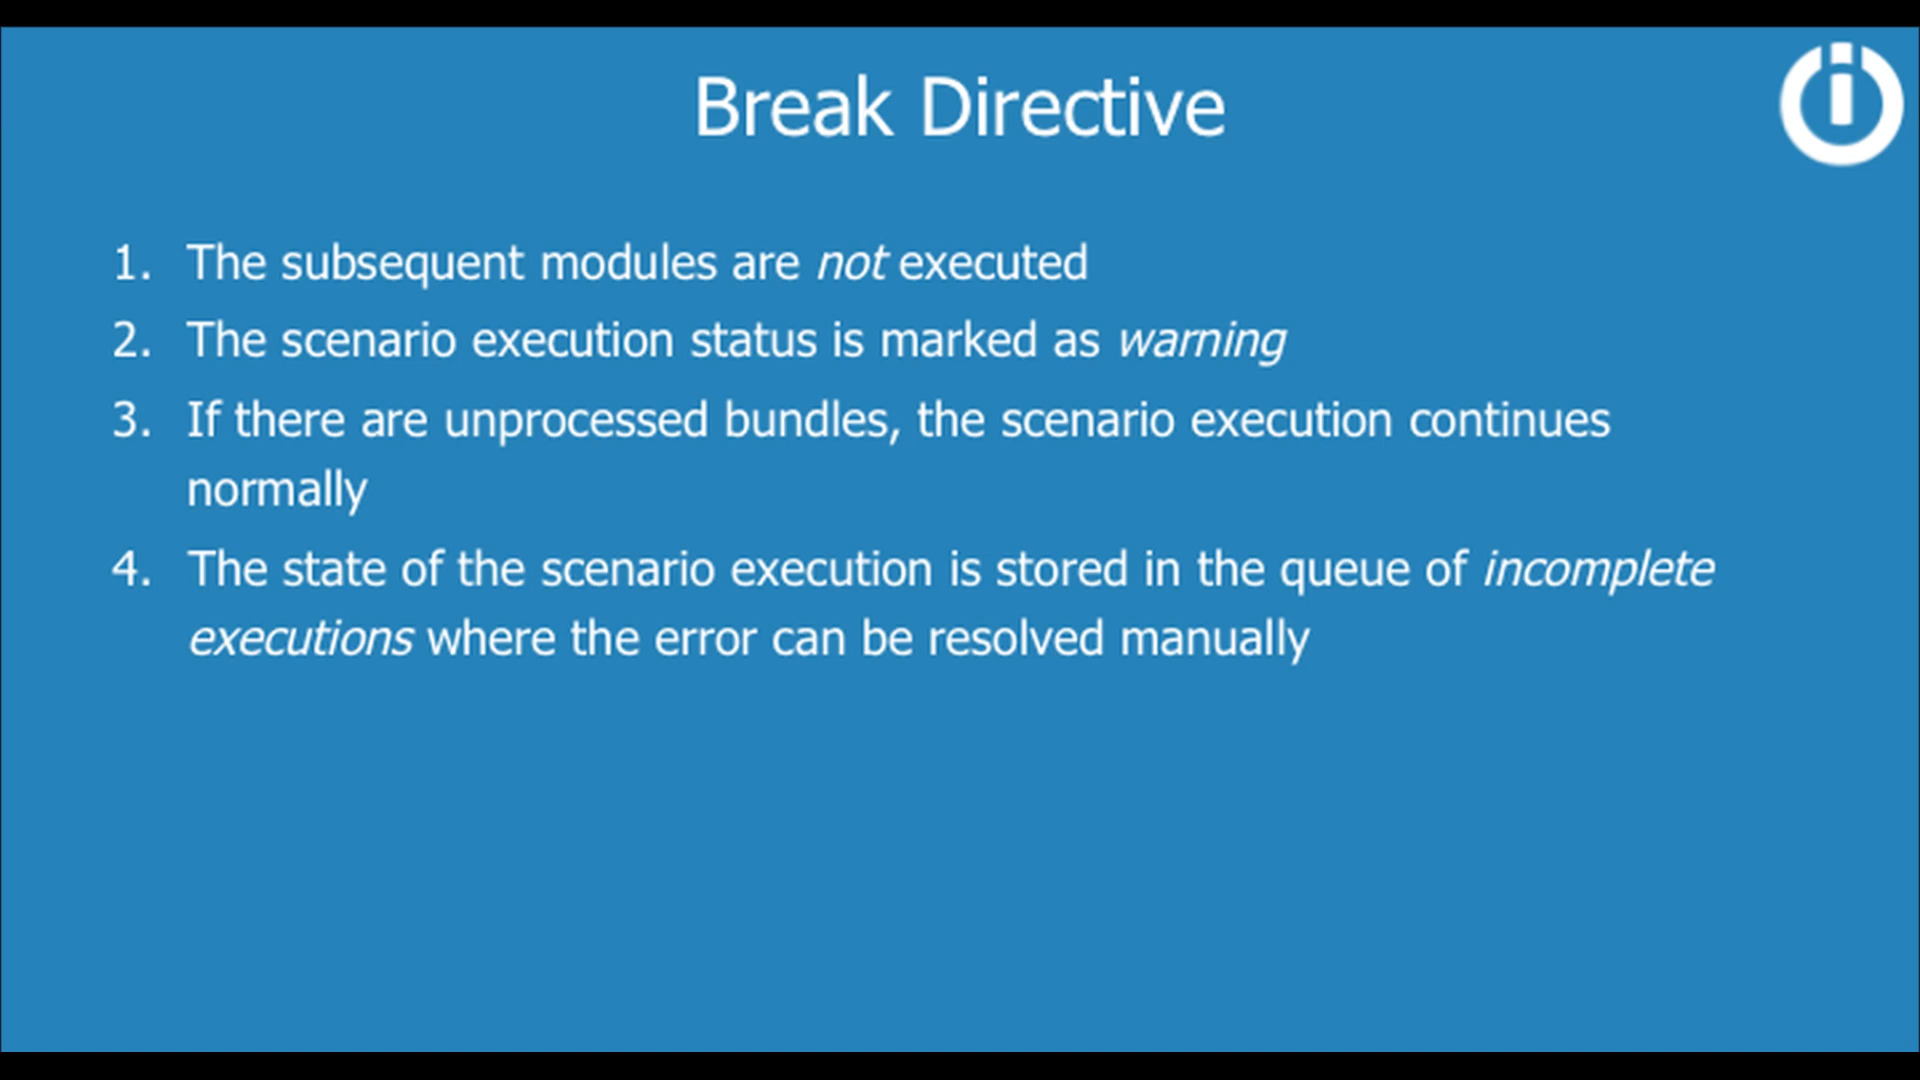 Break Directive
1. The subsequent modules are not executed
2. The scenario execution status is marked as warning
3. If there are unprocessed bundles, the scenario execution continues
normally
4. The state of the scenario execution is stored in the queue of incomplete
executions where the error can be resolved manually